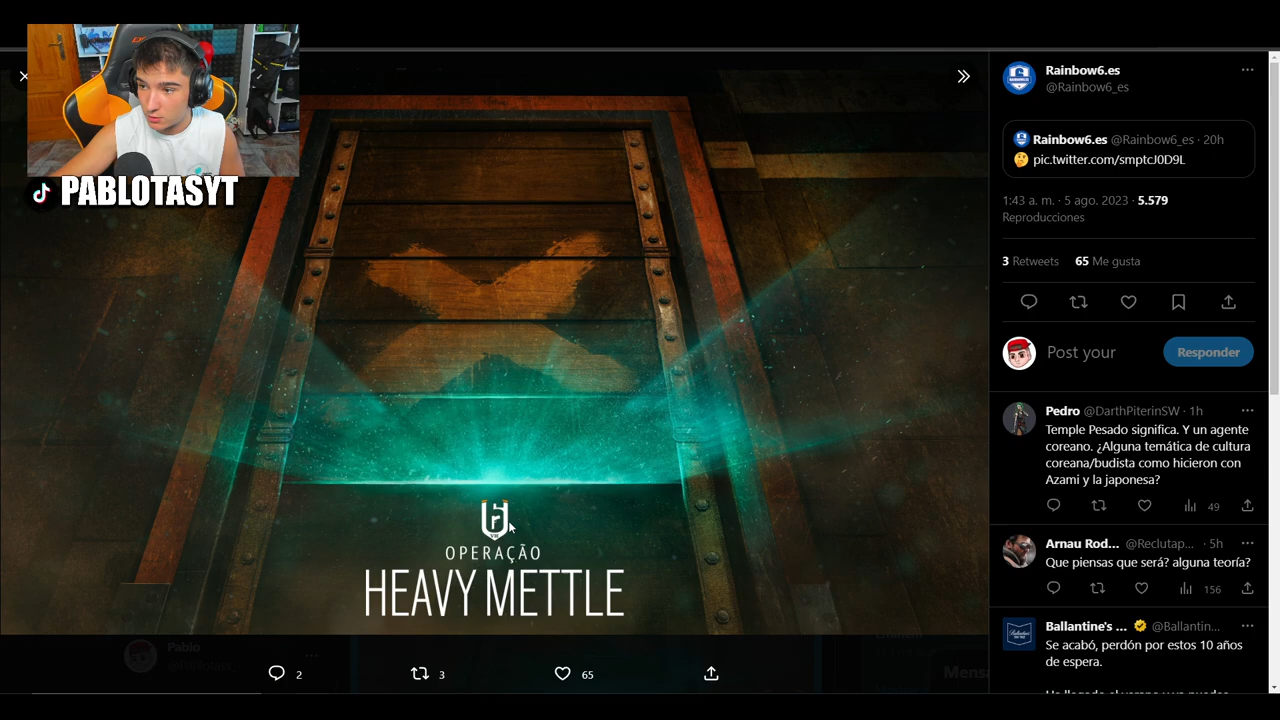 PABLOTASYT
OPERAÇÃO
HEAVY METTLE
2
3
65
Rainbow6.es
@Rainbow6_es
Rainbow6.es @Rainbow6_es · 20h
🤔 pic.twitter.com/smptcJ0D9L
1:43 a. m. · 5 ago. 2023 · 5.579
Reproducciones
3 Retweets 65 Me gusta
Post your
Responder
Pedro @DarthPiterinSW · 1h
Temple Pesado significa. Y un agente
coreano. ¿Alguna temática de cultura
coreana/budista como hicieron con
Azami y la japonesa?
49
Arnau Rod... @Reclutap... · 5h
Que piensas que será? alguna teoría?
156
Ballantine's ... @Ballantin...
Se acabó, perdón por estos 10 años
de espera.
Pablo
Mensa